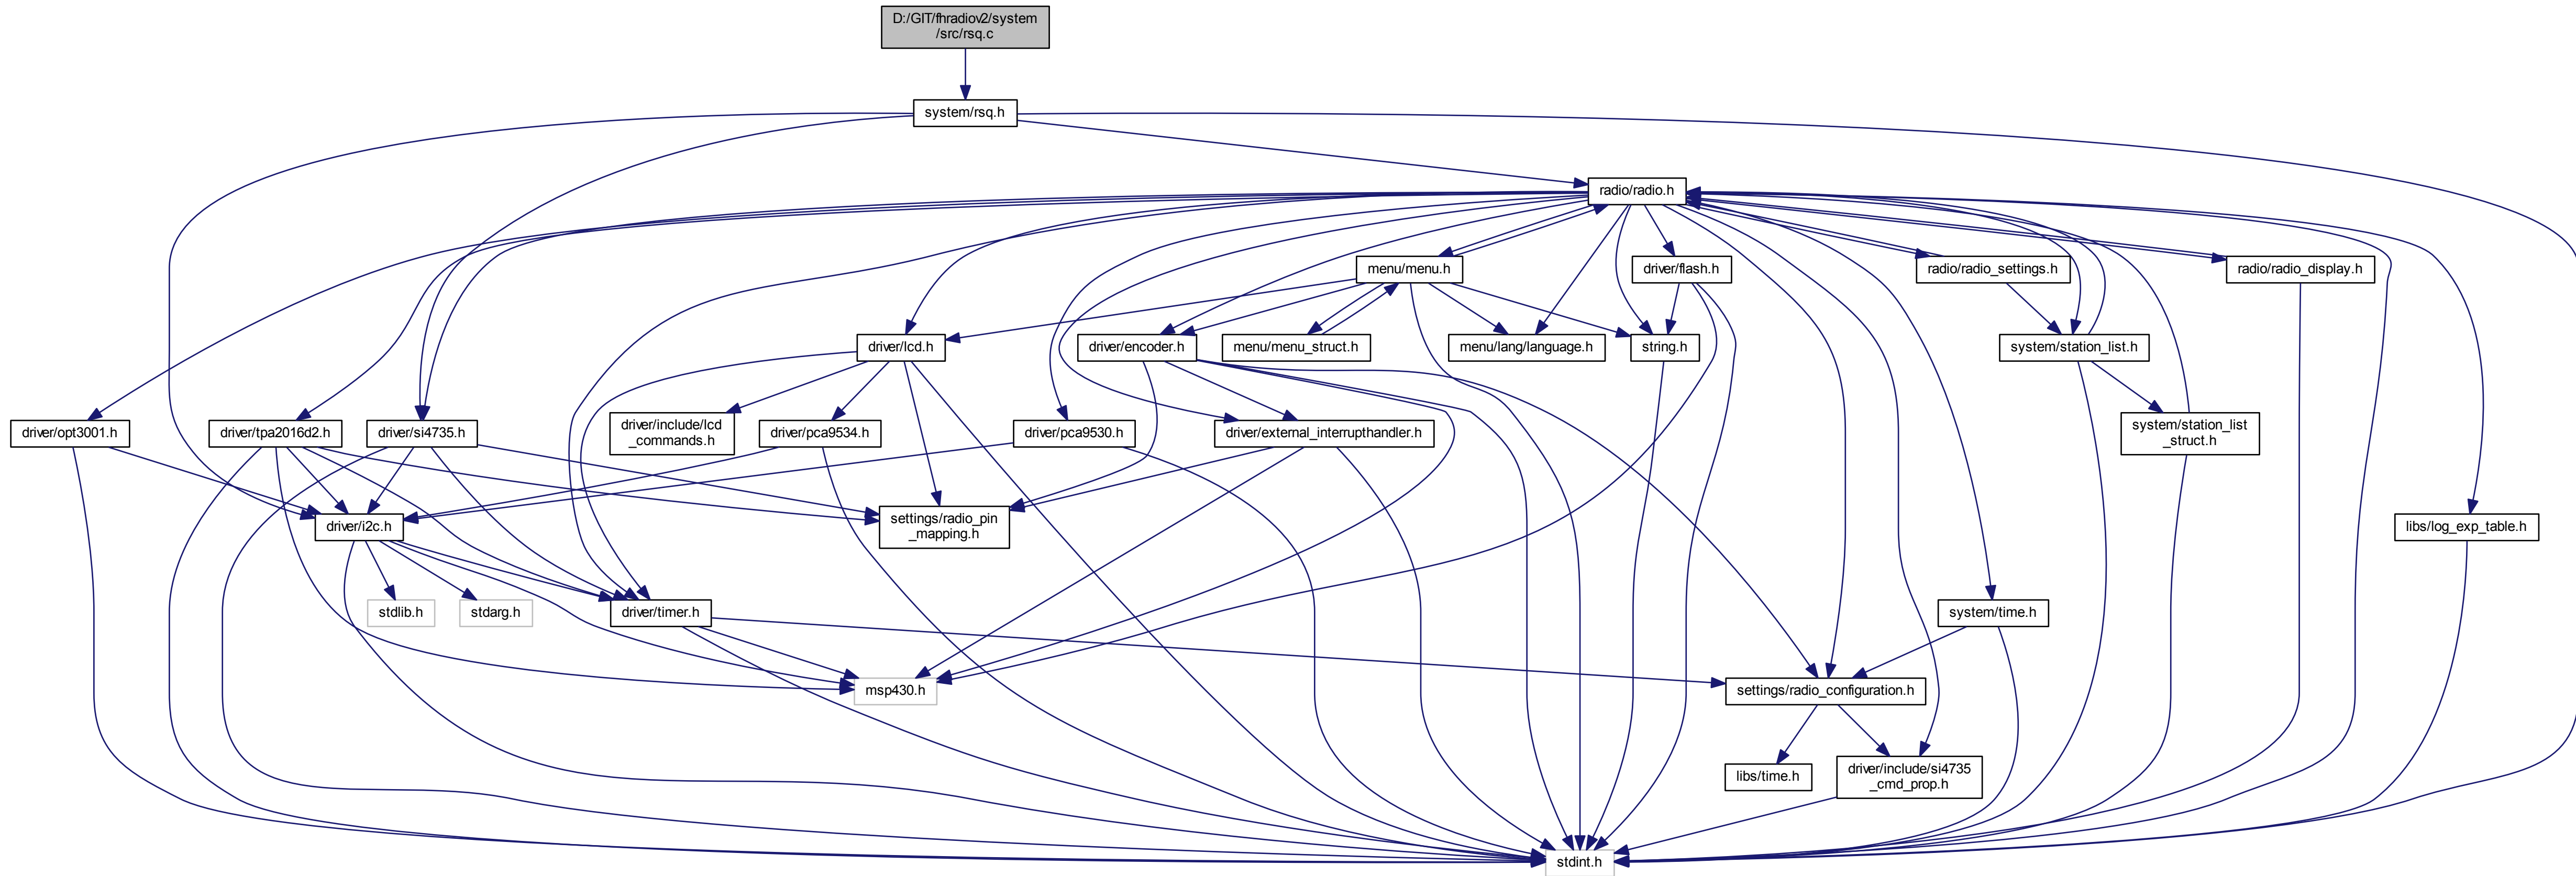 D:/GIT/fhradiov2/system
/src/rsq.c
system/rsq.h
radio/radio.h
menu/menu.h
driver/flash.h
radio/radio_settings.h
radio/radio_display.h
driver/lcd.h
driver/encoder.h
menu/menu_struct.h
menu/lang/language.h
string.h
system/station_list.h
driver/opt3001.h
driver/tpa2016d2.h
driver/si4735.h
driver/include/lcd
_commands.h
driver/pca9534.h
driver/pca9530.h
driver/external_interrupthandler.h
system/station_list
_struct.h
driver/i2c.h
settings/radio_pin
_mapping.h
libs/log_exp_table.h
stdlib.h
stdarg.h
driver/timer.h
system/time.h
msp430.h
settings/radio_configuration.h
libs/time.h
driver/include/si4735
_cmd_prop.h
stdint.h